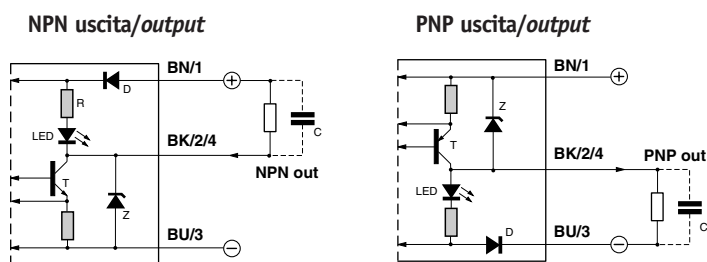 NPN uscita/output
BN/1
+
D
R
C
LED
BK/2/4
NPN out
T
Z
BU/3
−
PNP uscita/output
BN/1
+
Z
T
BK/2/4
PNP out
LED
C
D
BU/3
−